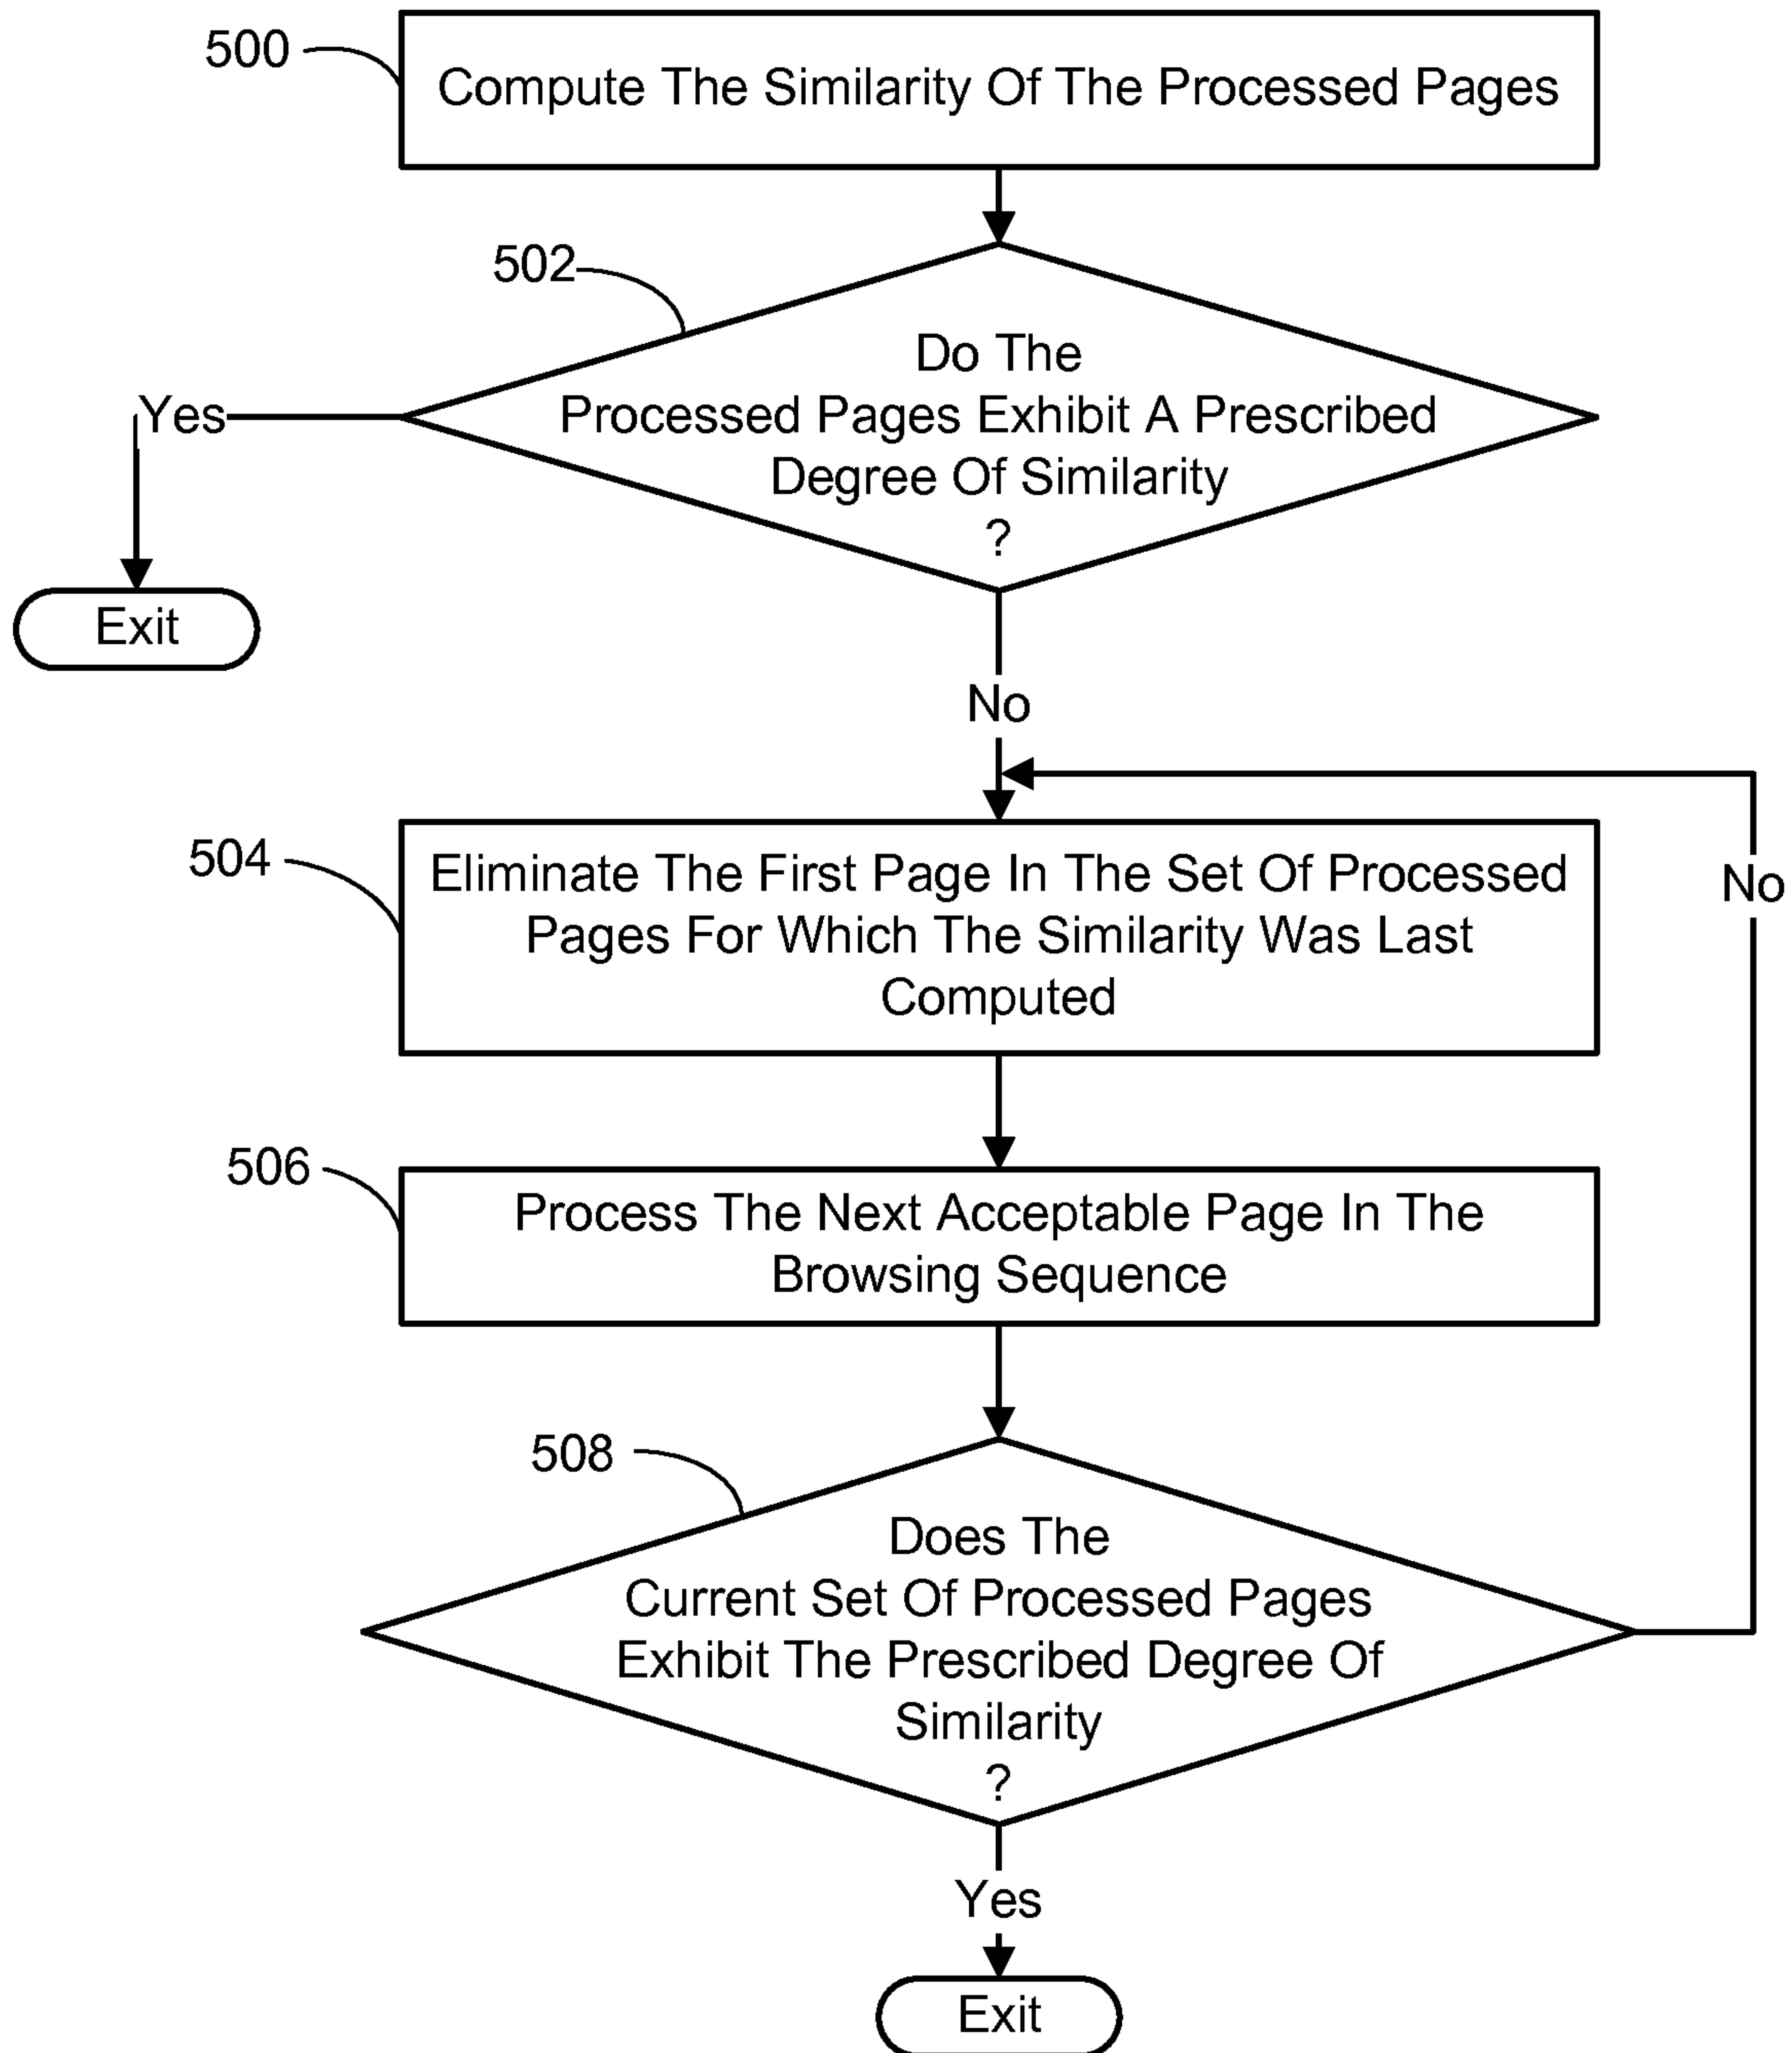 500
Compute The Similarity Of The Processed Pages
502
Do The
Processed Pages Exhibit A Prescribed
Degree Of Similarity
?
Yes
Exit
No
504
Eliminate The First Page In The Set Of Processed
Pages For Which The Similarity Was Last
Computed
No
506
Process The Next Acceptable Page In The
Browsing Sequence
508
Does The
Current Set Of Processed Pages
Exhibit The Prescribed Degree Of
Similarity
?
Yes
Exit